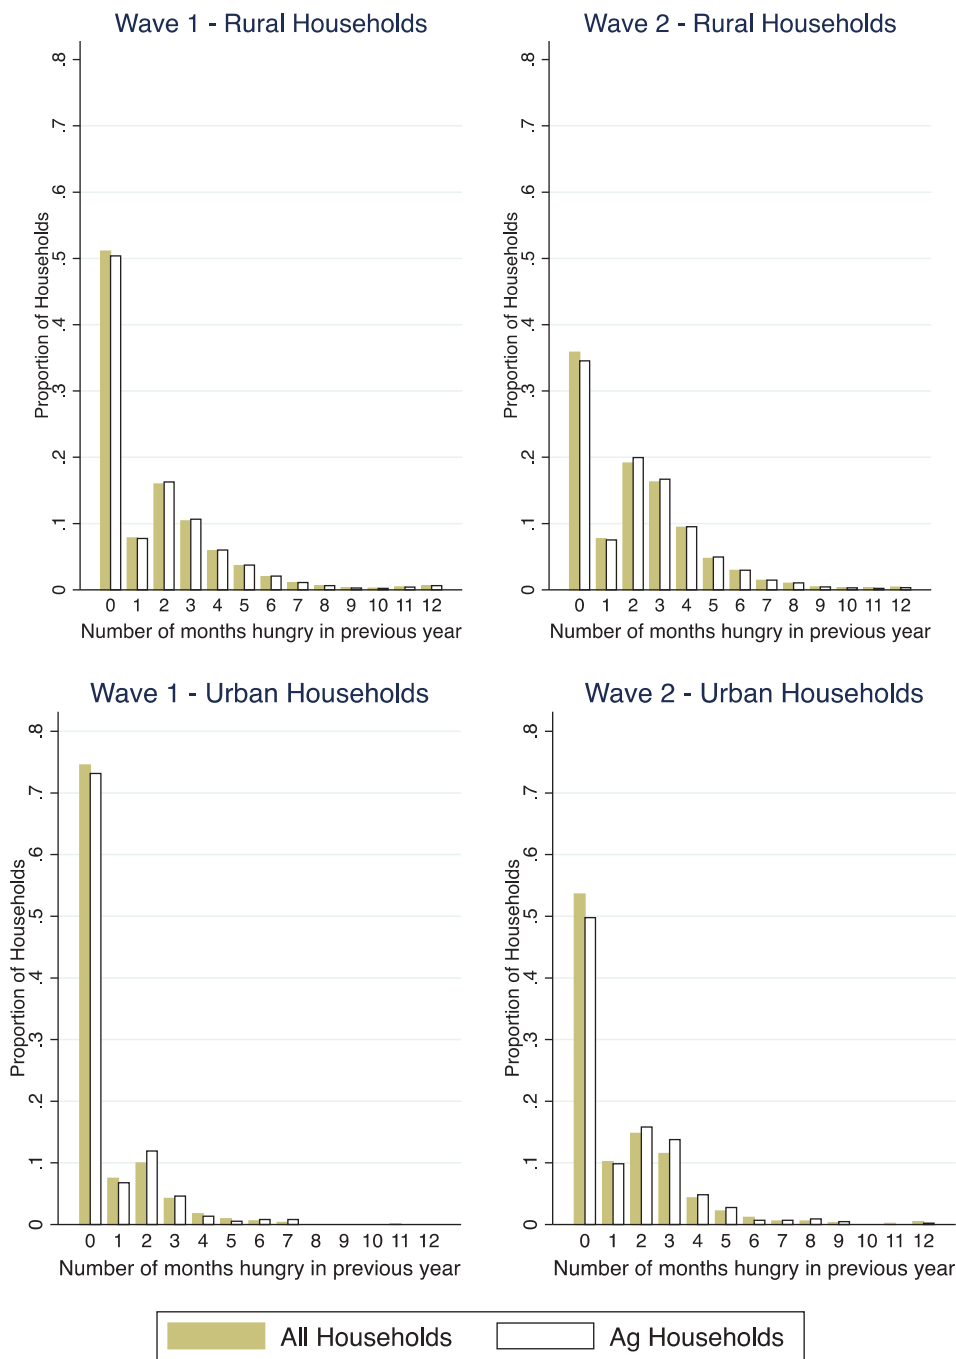 Wave 1 - Rural Households
Proportion of Households
0 .1 .2 .3 .4 .5 .6 .7 .8
0 1 2 3 4 5 6 7 8 9 10 11 12
Number of months hungry in previous year
Wave 2 - Rural Households
Proportion of Households
0 .1 .2 .3 .4 .5 .6 .7 .8
0 1 2 3 4 5 6 7 8 9 10 11 12
Number of months hungry in previous year
Wave 1 - Urban Households
Proportion of Households
0 .1 .2 .3 .4 .5 .6 .7 .8
0 1 2 3 4 5 6 7 8 9 10 11 12
Number of months hungry in previous year
Wave 2 - Urban Households
Proportion of Households
0 .1 .2 .3 .4 .5 .6 .7 .8
0 1 2 3 4 5 6 7 8 9 10 11 12
Number of months hungry in previous year
All Households
Ag Households